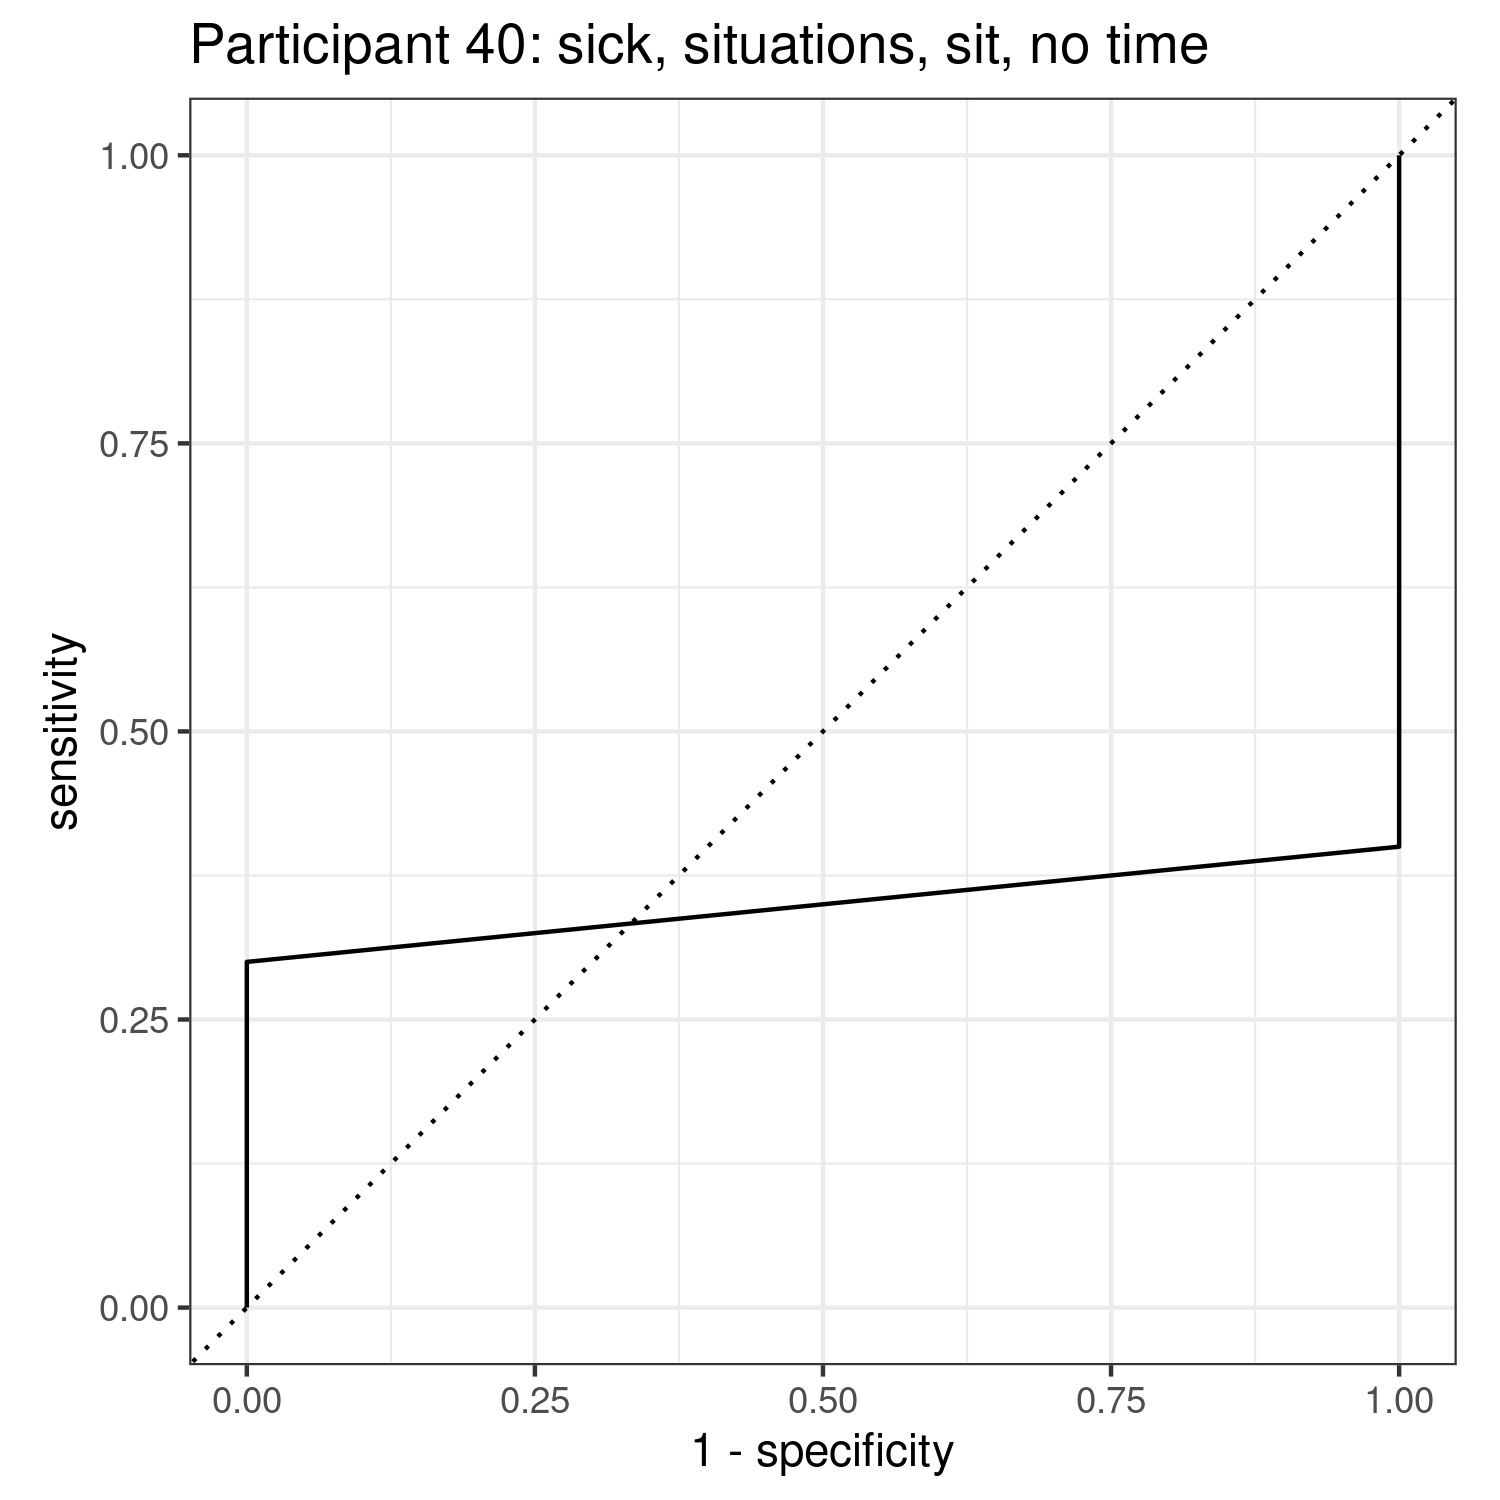 Participant 40: sick, situations, sit, no time
1.00
0.75
0.50
0.25
0.00
sensitivity
0.00 0.25 0.50 0.75 1.00
1 - specificity